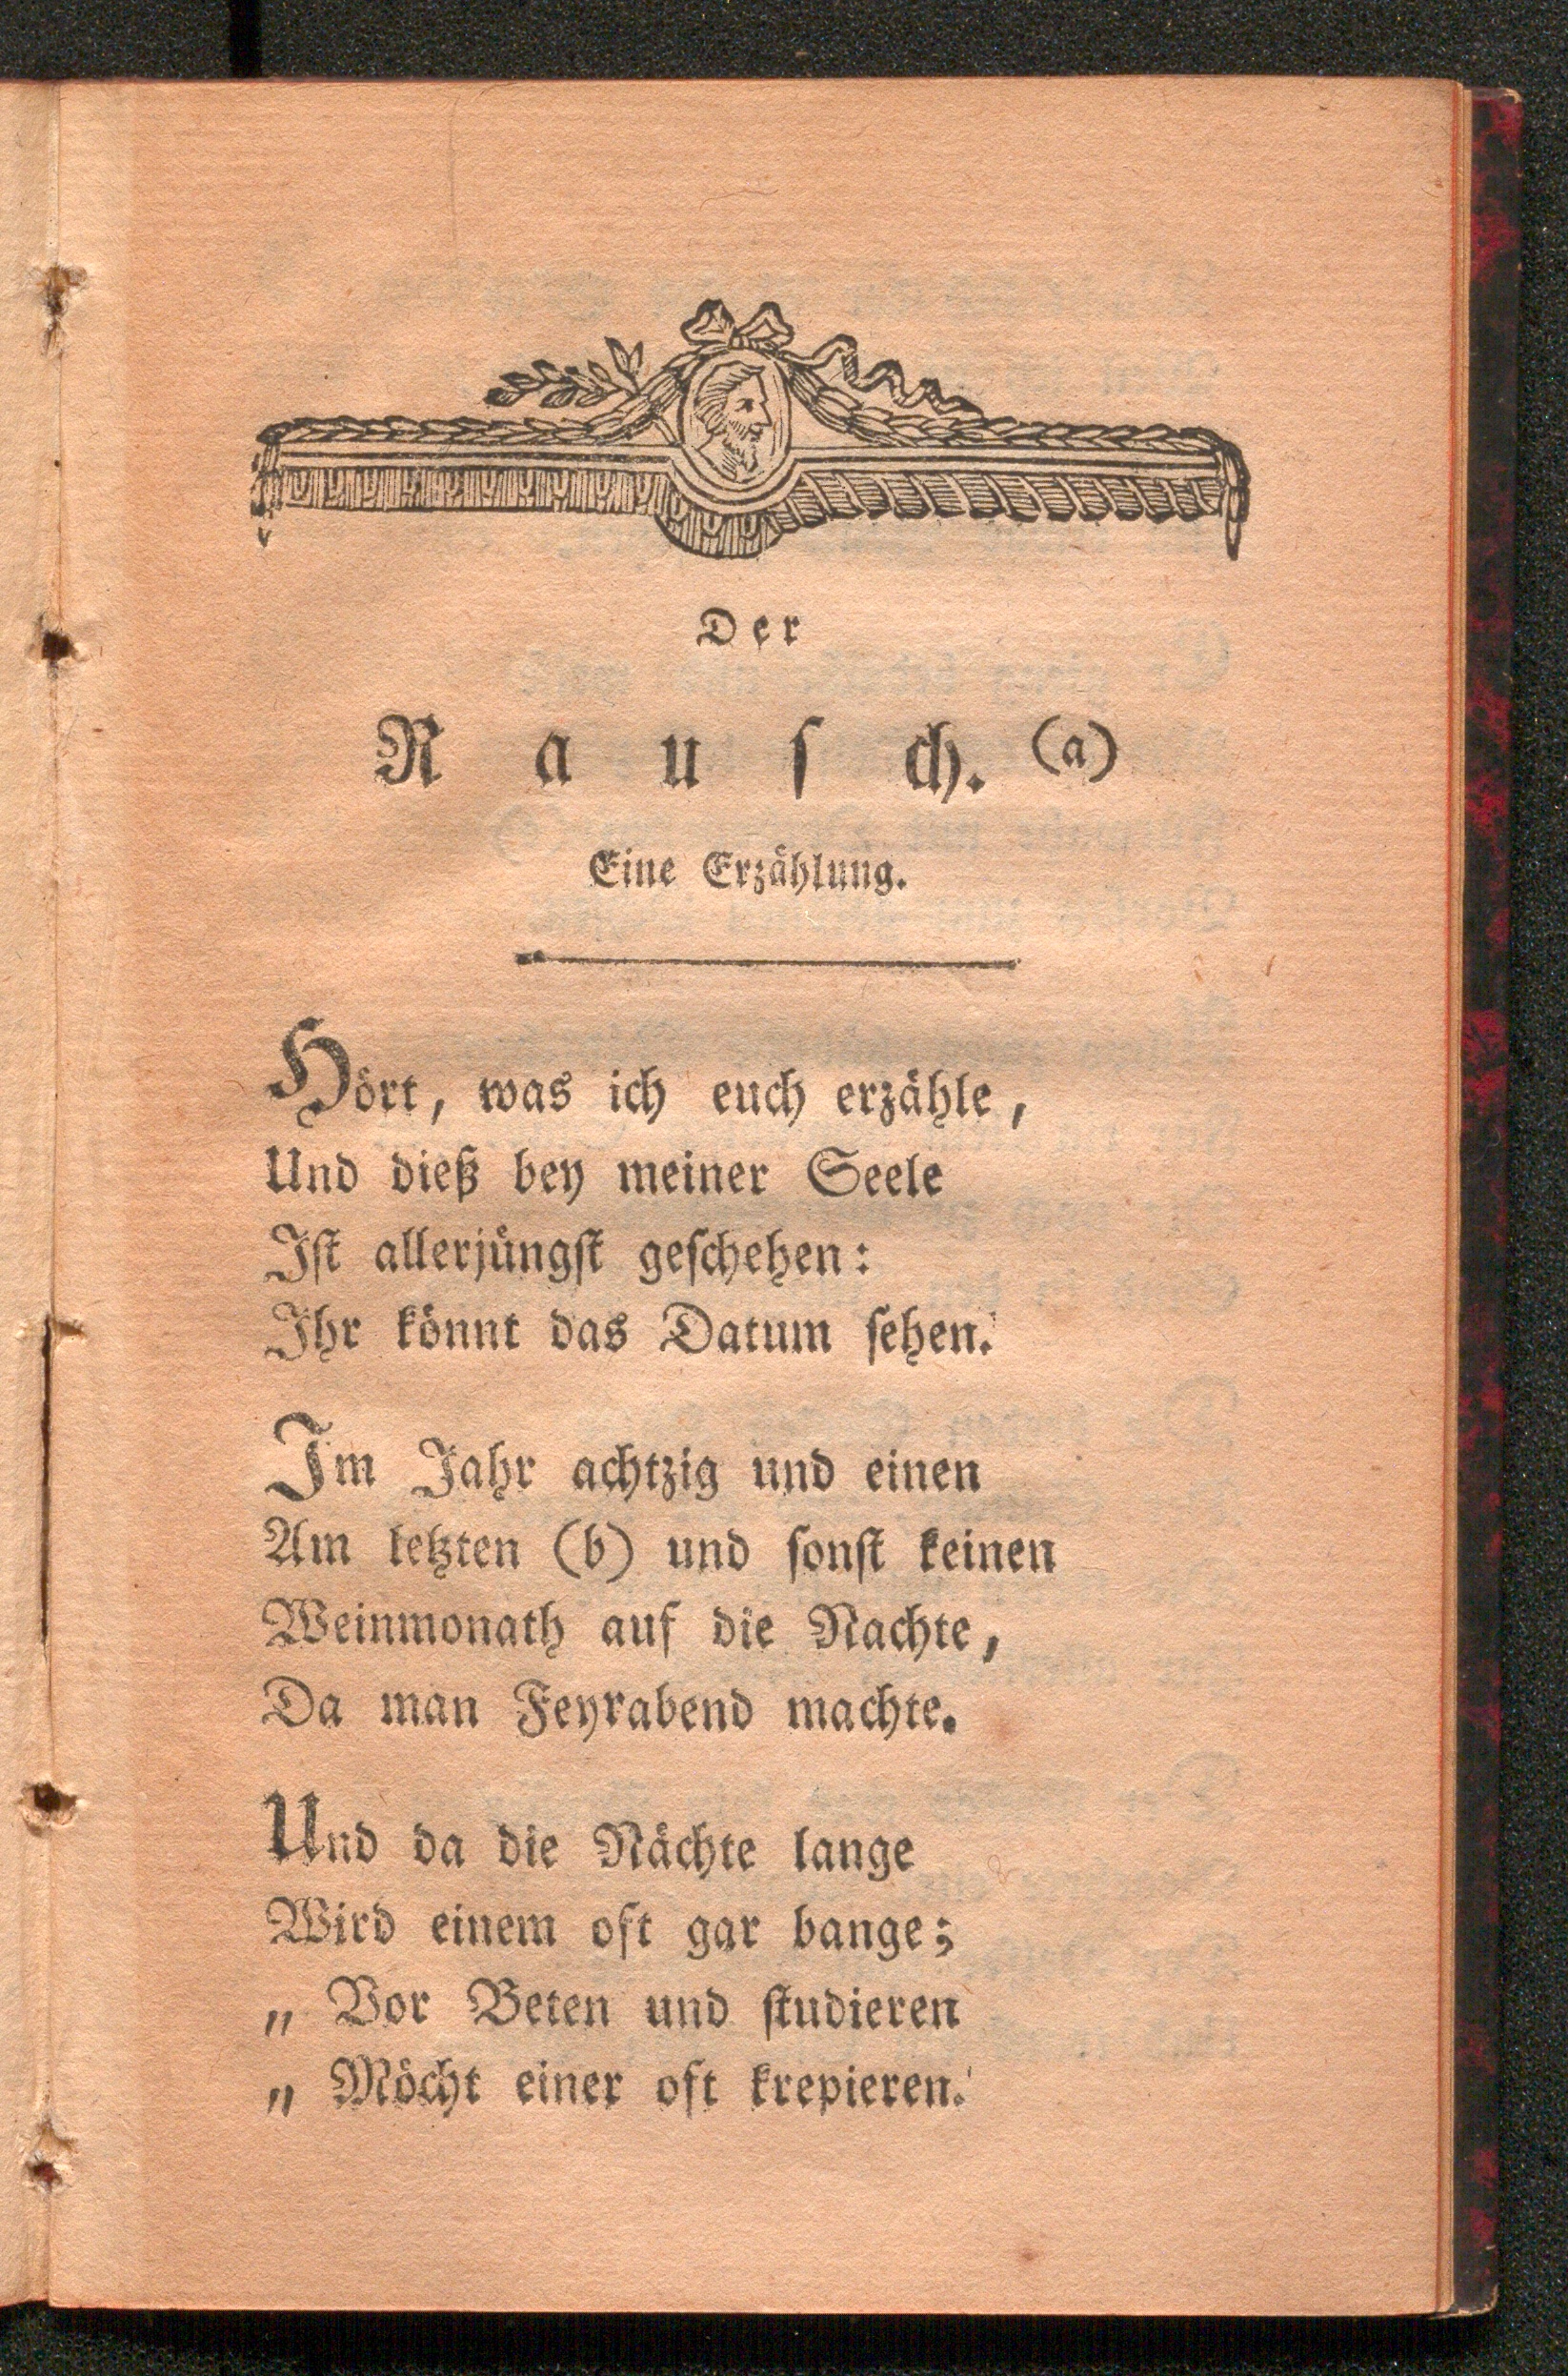 Der
Rauſch. (a)
Eine Erzählung.
Hört, was ich euch erzähle,
Und dieß bey meiner Seele
Iſt allerjüngſt geſchehen:
Ihr könnt das Datum ſehen.
Im Jahr achtzig und einen
Am letzten (b) und ſonſt keinen
Weinmonath auf die Nachte,
Da man Feyrabend machte.
Und da die Nächte lange
Wird einem oft gar bange;
„ Vor Beten und ſtudieren
„ Möcht einer oft krepieren.